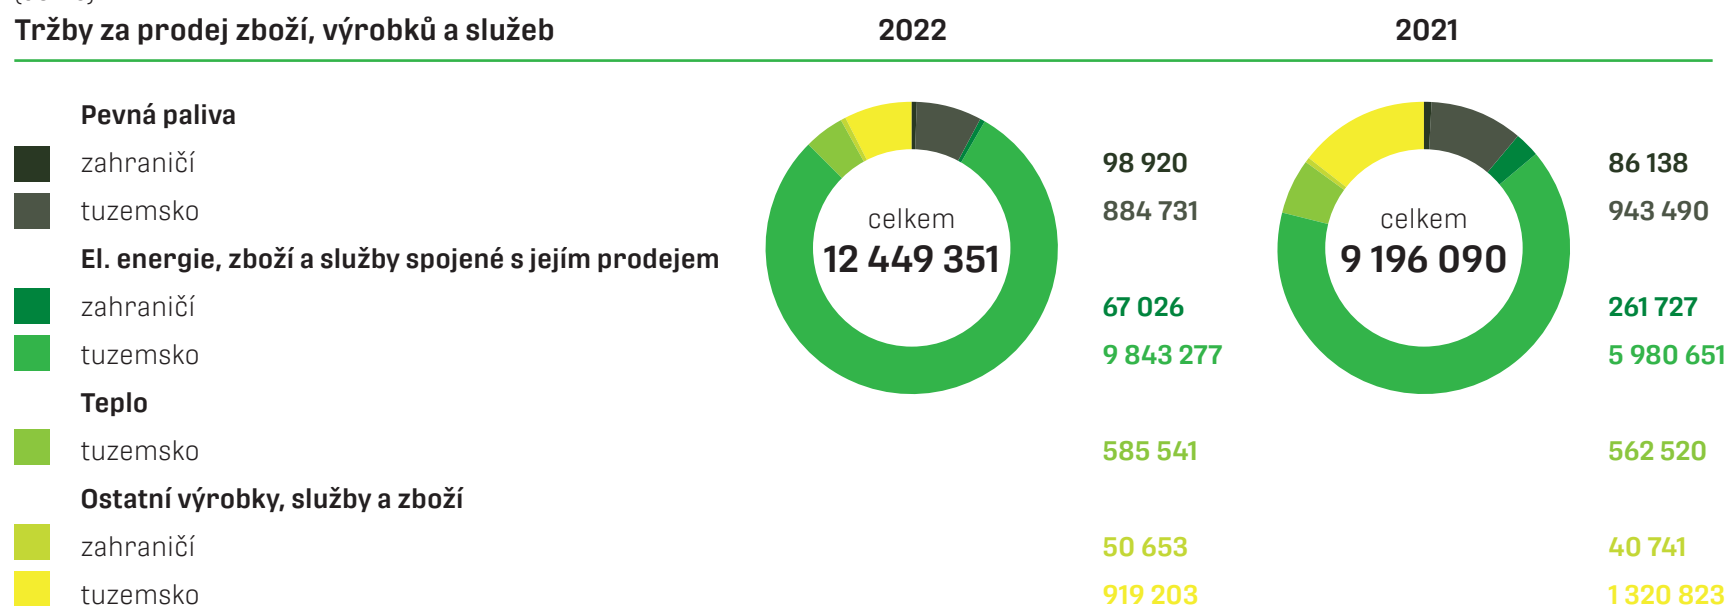 Tržby za prodej zboží, výrobků a služeb 2022 2021
Pevná paliva
zahraničí 98 920 86 138
tuzemsko 884 731 943 490
celkem celkem
12 449 351 9 196 090
El. energie, zboží a služby spojené s jejím prodejem
zahraničí 67 026 261 727
tuzemsko 9 843 277 5 980 651
Teplo
tuzemsko 585 541 562 520
Ostatní výrobky, služby a zboží
zahraničí 50 653 40 741
tuzemsko 919 203 1 320 823